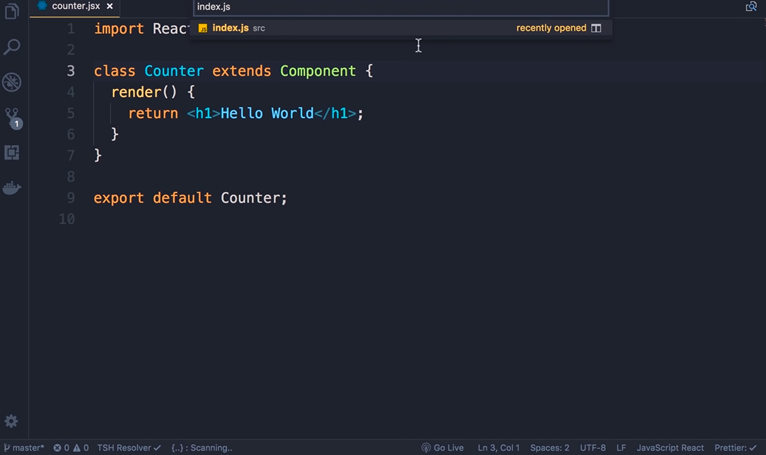 counter.jsx
index.js
index.js src recently opened
1 import Reac
2
3 class Counter extends Component {
4 render() {
5 return <h1>Hello World</h1>;
6 }
7 }
8
9 export default Counter;
10
1
master* 0 0 TSH Resolver {..} : Scanning.. Go Live Ln 3, Col 1 Spaces: 2 UTF-8 LF JavaScript React Prettier: